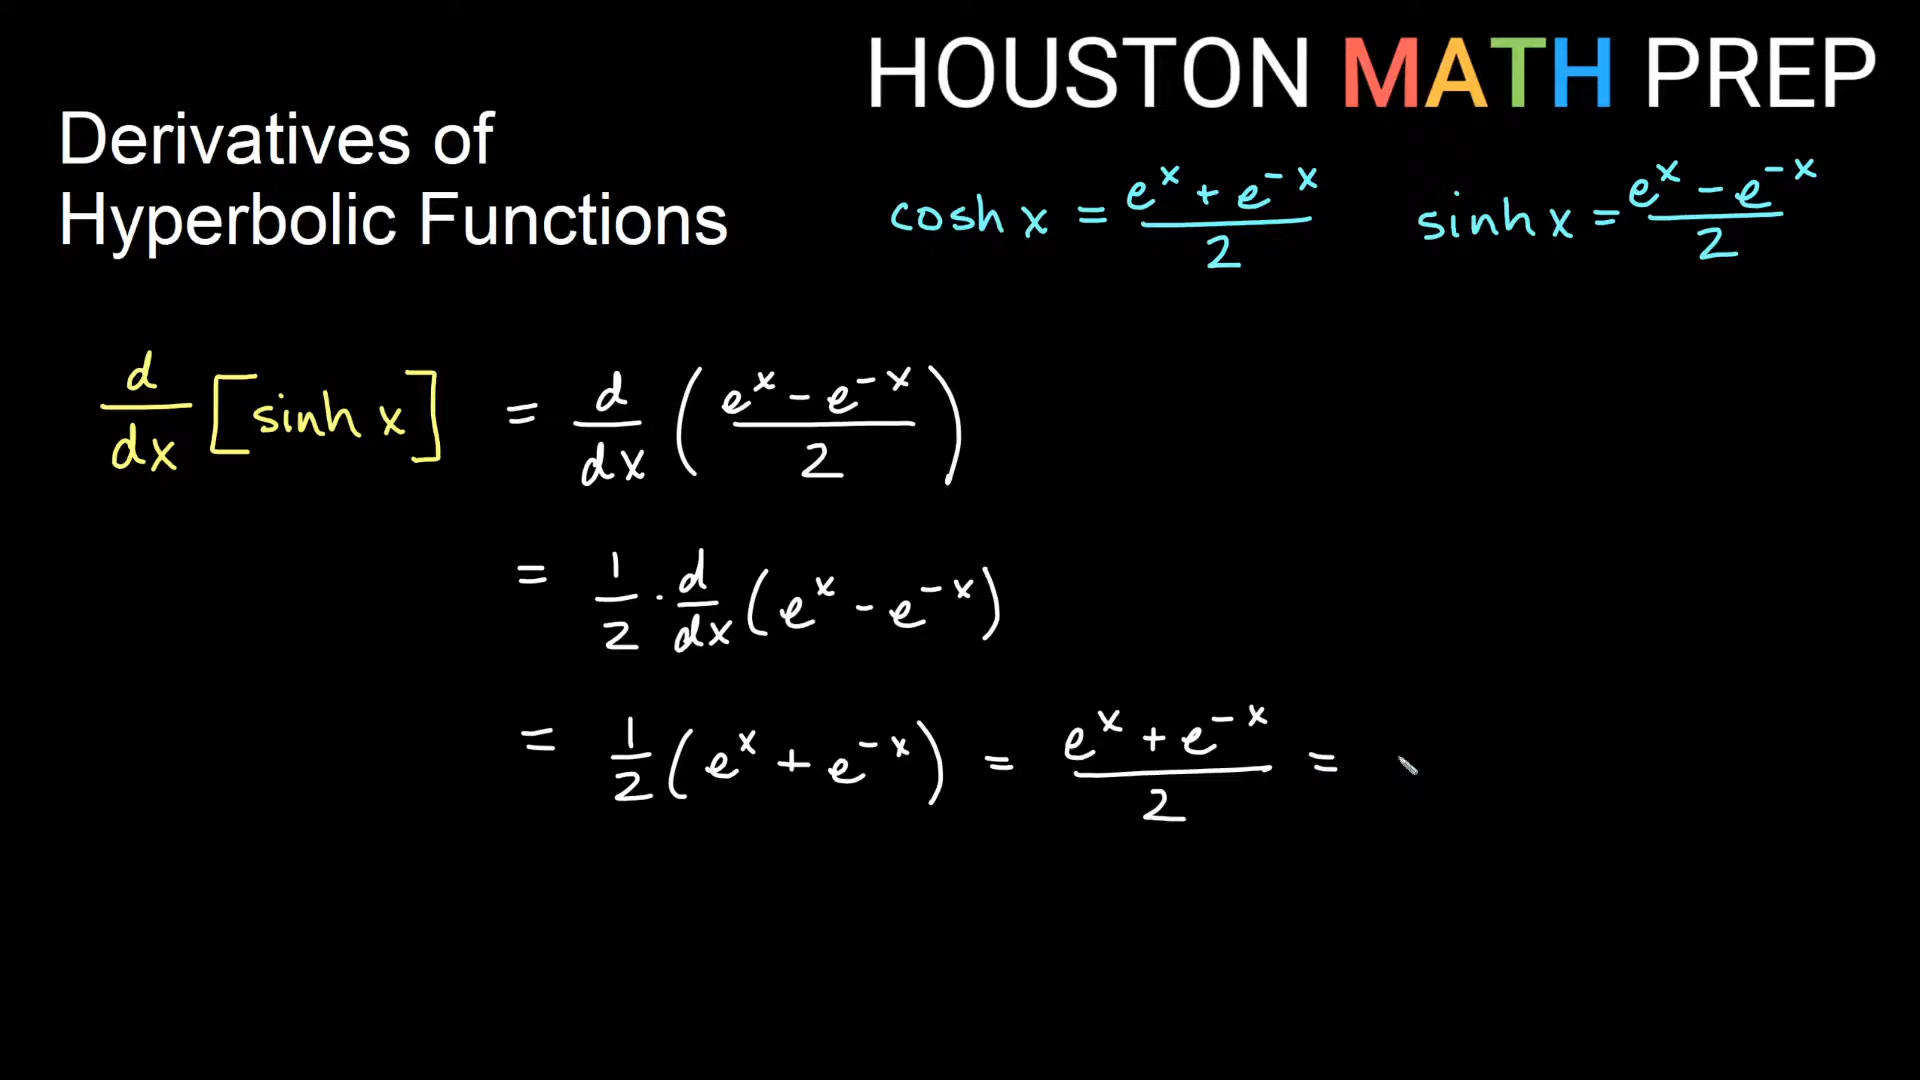 HOUSTON MATH PREP
Derivatives of
Hyperbolic Functions
cosh x = (e^x + e^-x)/2    sinh x = (e^x - e^-x)/2
d/dx [sinh x] = d/dx ((e^x - e^-x)/2)
= 1/2 · d/dx (e^x - e^-x)
= 1/2 (e^x + e^-x) = (e^x + e^-x)/2 =